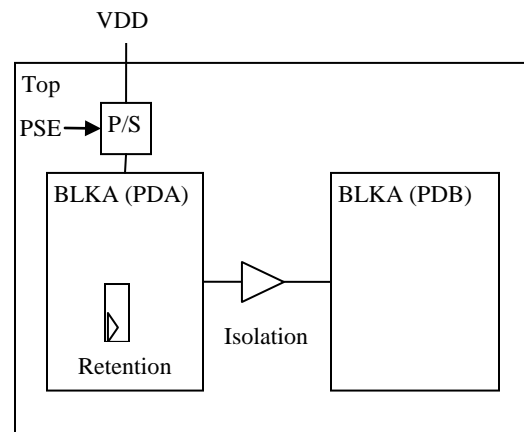 VDD
Top
PSE
P/S
BLKA (PDA)
BLKA (PDB)
Isolation
Retention